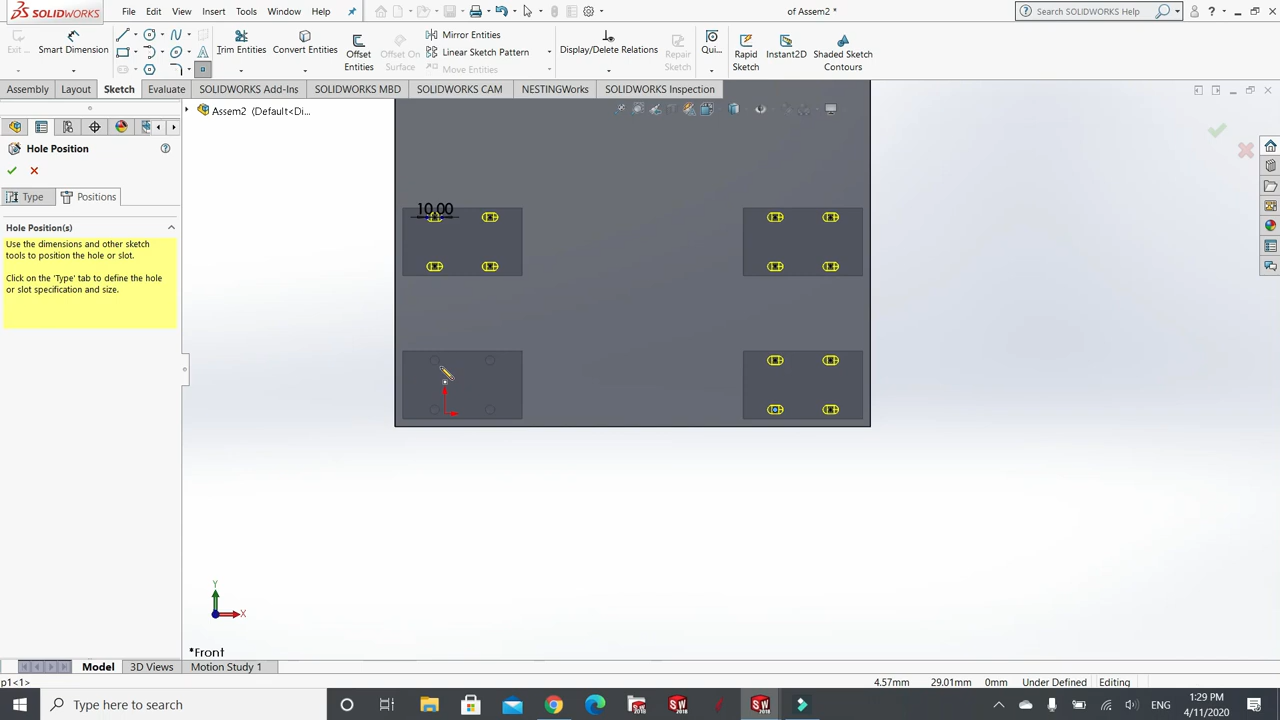 SOLIDWORKS
File
Edit
View
Insert
Tools
Window
Help
of Assem2 *
Search SOLIDWORKS Help
Exit ...
Smart Dimension
Trim Entities
Convert Entities
Offset Entities
Offset On Surface
Mirror Entities
Linear Sketch Pattern
Move Entities
Display/Delete Relations
Repair Sketch
Qui...
Rapid Sketch
Instant2D
Shaded Sketch Contours
Assembly
Layout
Sketch
Evaluate
SOLIDWORKS Add-Ins
SOLIDWORKS MBD
SOLIDWORKS CAM
NESTINGWorks
SOLIDWORKS Inspection
Assem2 (Default<Di...
Hole Position
Type
Positions
Hole Position(s)
Use the dimensions and other sketch
tools to position the hole or slot.
Click on the 'Type' tab to define the hole
or slot specification and size.
10.00
Y
X
*Front
Model
3D Views
Motion Study 1
p1<1>
4.57mm
29.01mm
0mm
Under Defined
Editing
Type here to search
ENG
1:29 PM
4/11/2020